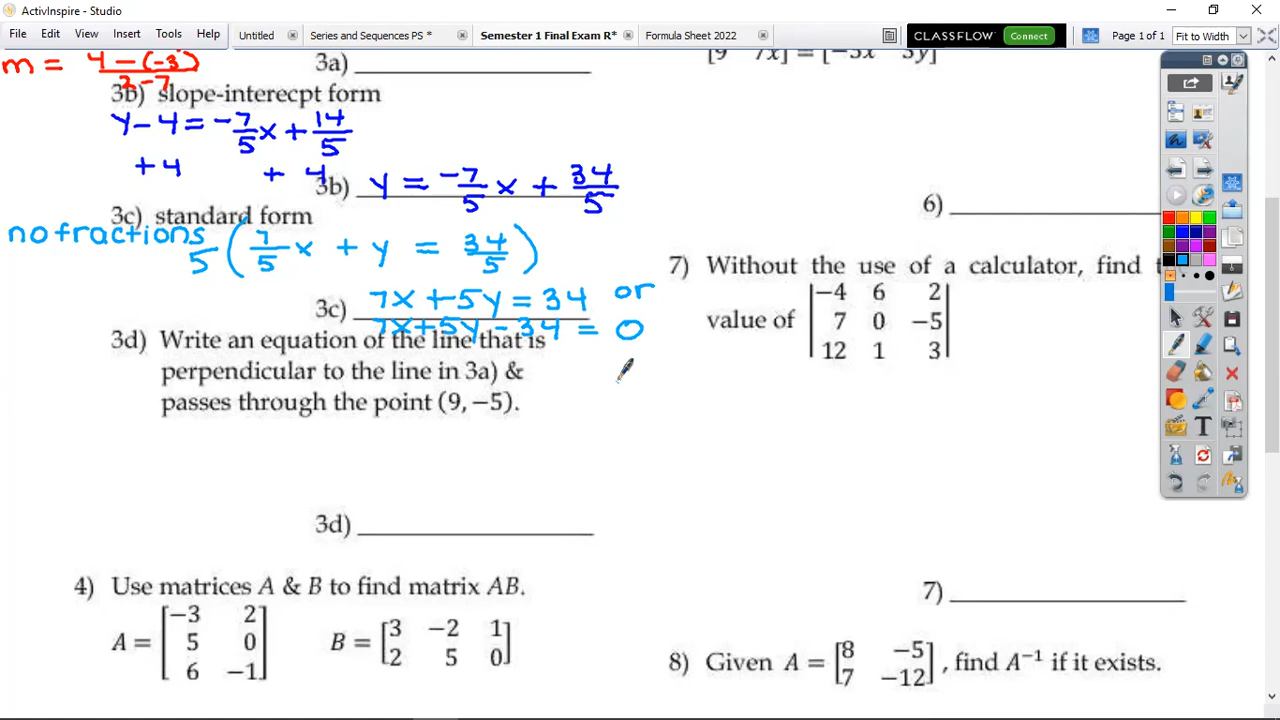 ActivInspire - Studio
File Edit View Insert Tools Help Untitled Series and Sequences PS * Semester 1 Final Exam R* Formula Sheet 2022 CLASSFLOW Connect Page 1 of 1 Fit to Width
m = 4-(-3)
2-7
3a)
3b) slope-interecpt form
y-4 = -7/5 x + 14/5
+4 + 4
3b) y = -7/5 x + 34/5
3c) standard form
no fractions 5(7/5 x + y = 34/5)
3c) 7x+5y=34 or
7x+5y-34 = 0
3d) Write an equation of the line that is
perpendicular to the line in 3a) &
passes through the point (9, −5).
3d)
4) Use matrices A & B to find matrix AB.
A = [−3 2
5 0
6 −1]
B = [3 −2 1
2 5 0]
[9 7x] = [−5x 3y]
6)
7) Without the use of a calculator, find
value of |−4 6 2
7 0 −5
12 1 3|
7)
8) Given A = [8 −5
7 −12], find A⁻¹ if it exists.